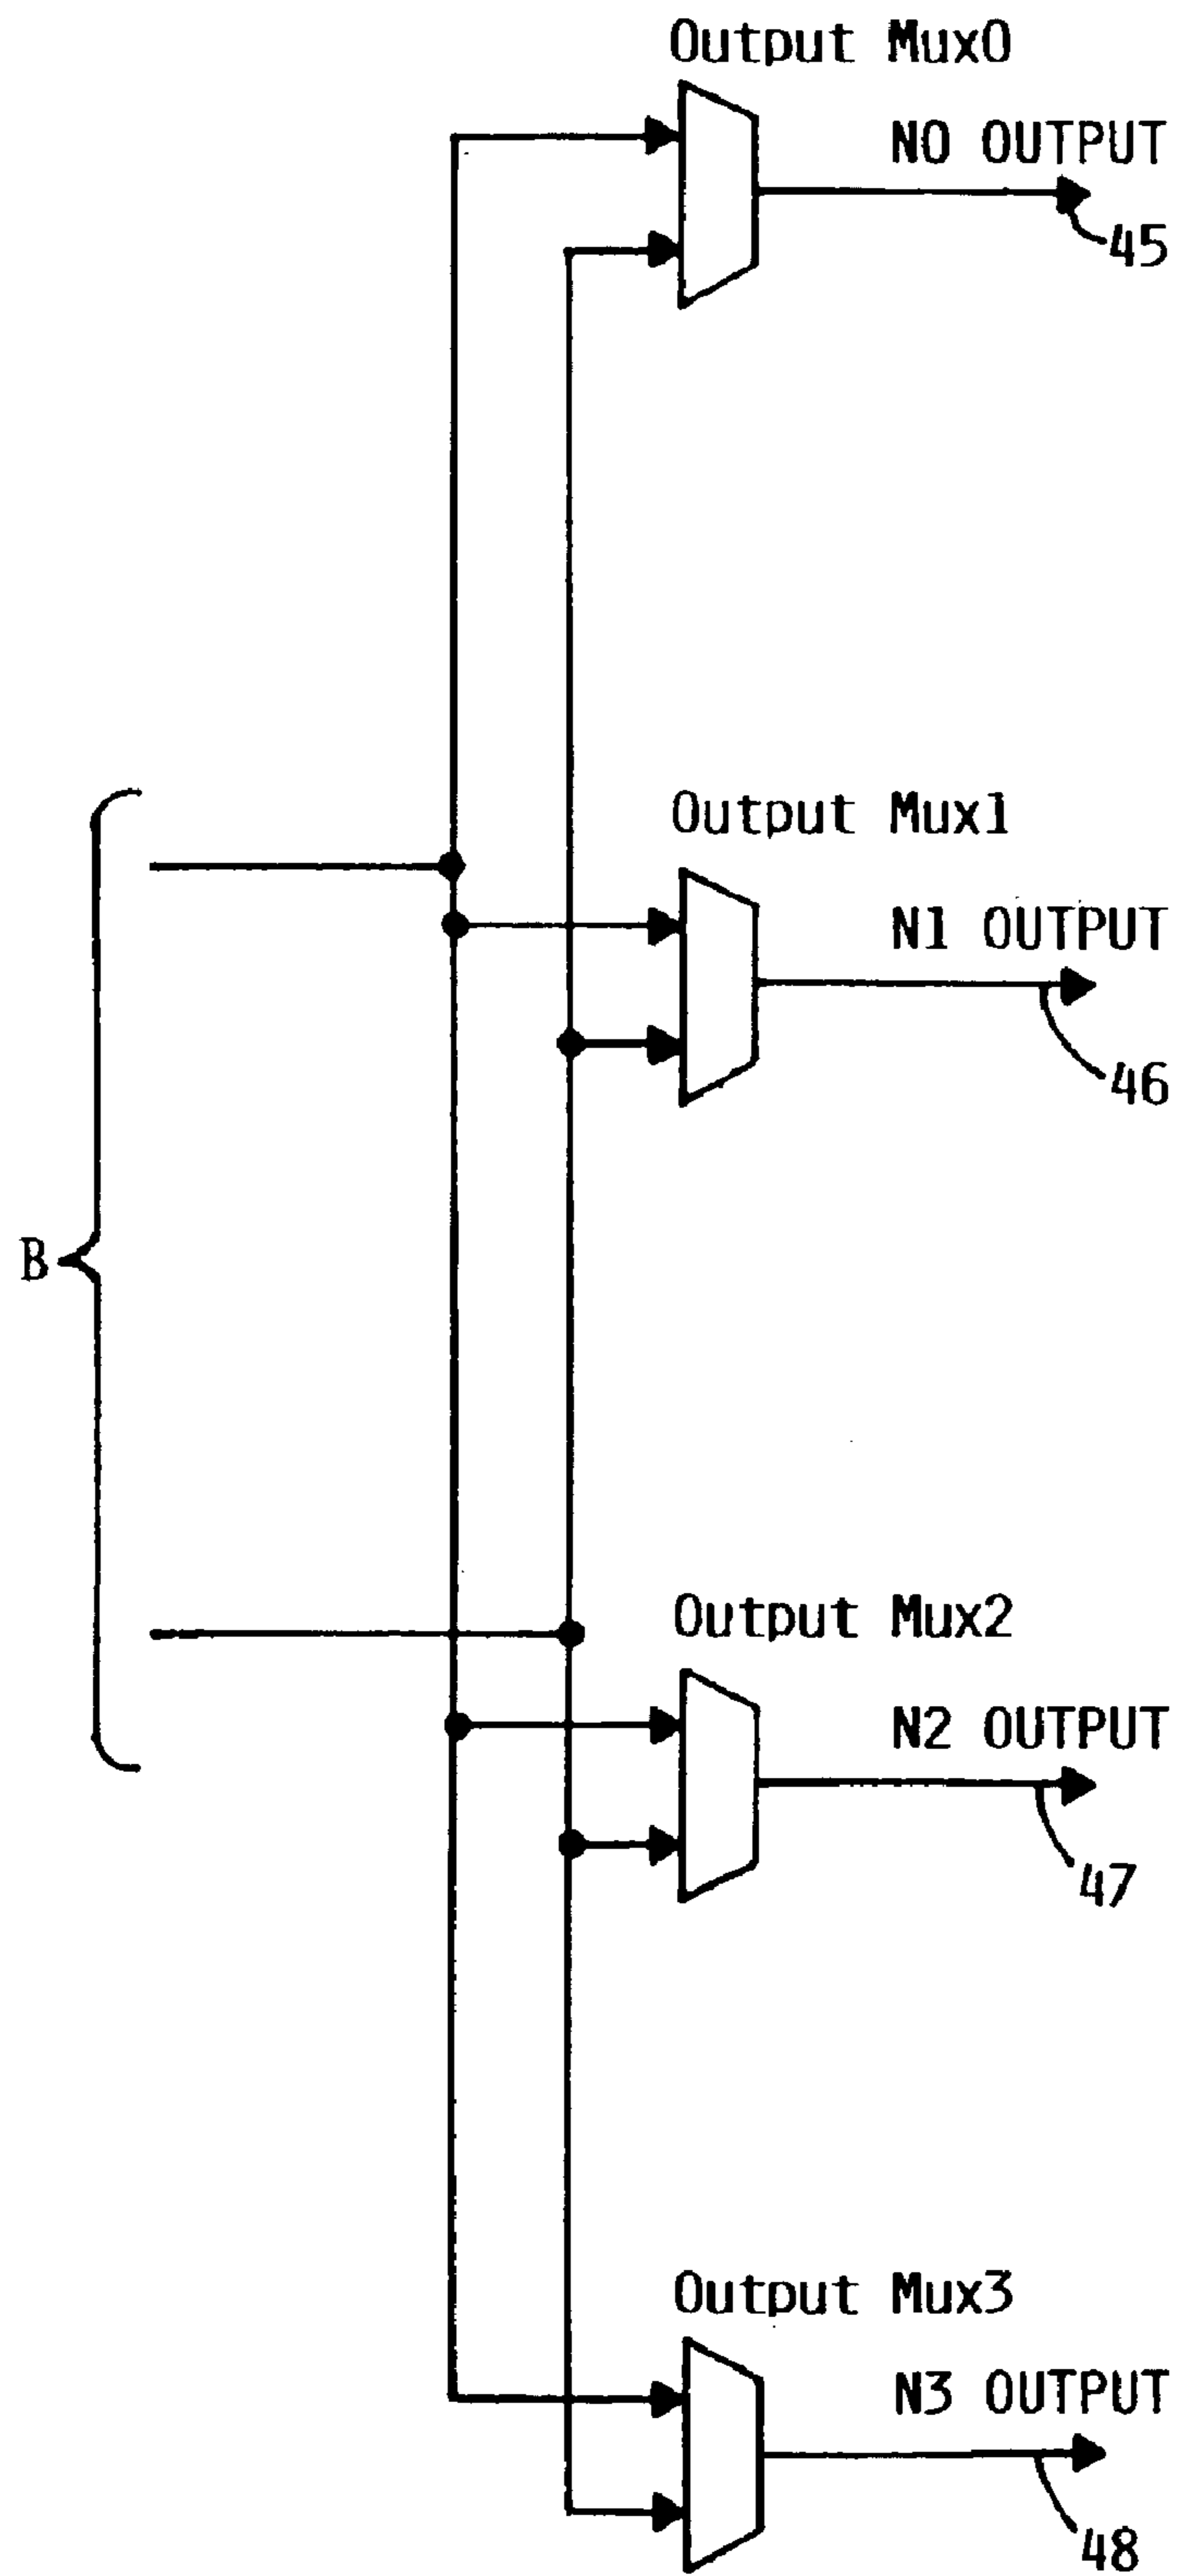 Output Mux0
N0 OUTPUT
45
Output Mux1
N1 OUTPUT
46
B
Output Mux2
N2 OUTPUT
47
Output Mux3
N3 OUTPUT
48